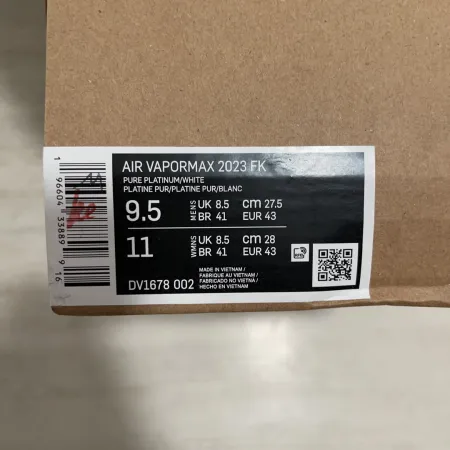 AIR VAPORMAX 2023 FK
PURE PLATINUM/WHITE
PLATINE PUR/PLATINE PUR/BLANC
9.5 MENS UK 8.5 cm 27.5
BR 41 EUR 43
11 WMNS UK 8.5 cm 28
BR 41 EUR 43
MADE IN VIETNAM /
FABRIQUE AU VIETNAM /
FABRICADO NO VIETNÃ /
HECHO EN VIETNAM
DV1678 002
1 96604 33889 9 16